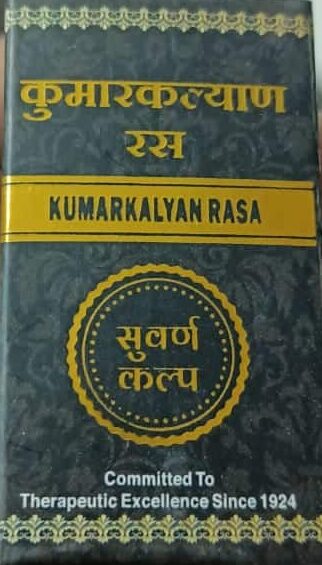 कुमारकल्याण
रस
KUMARKALYAN RASA
सुवर्ण
कल्प
Committed To
Therapeutic Excellence Since 1924